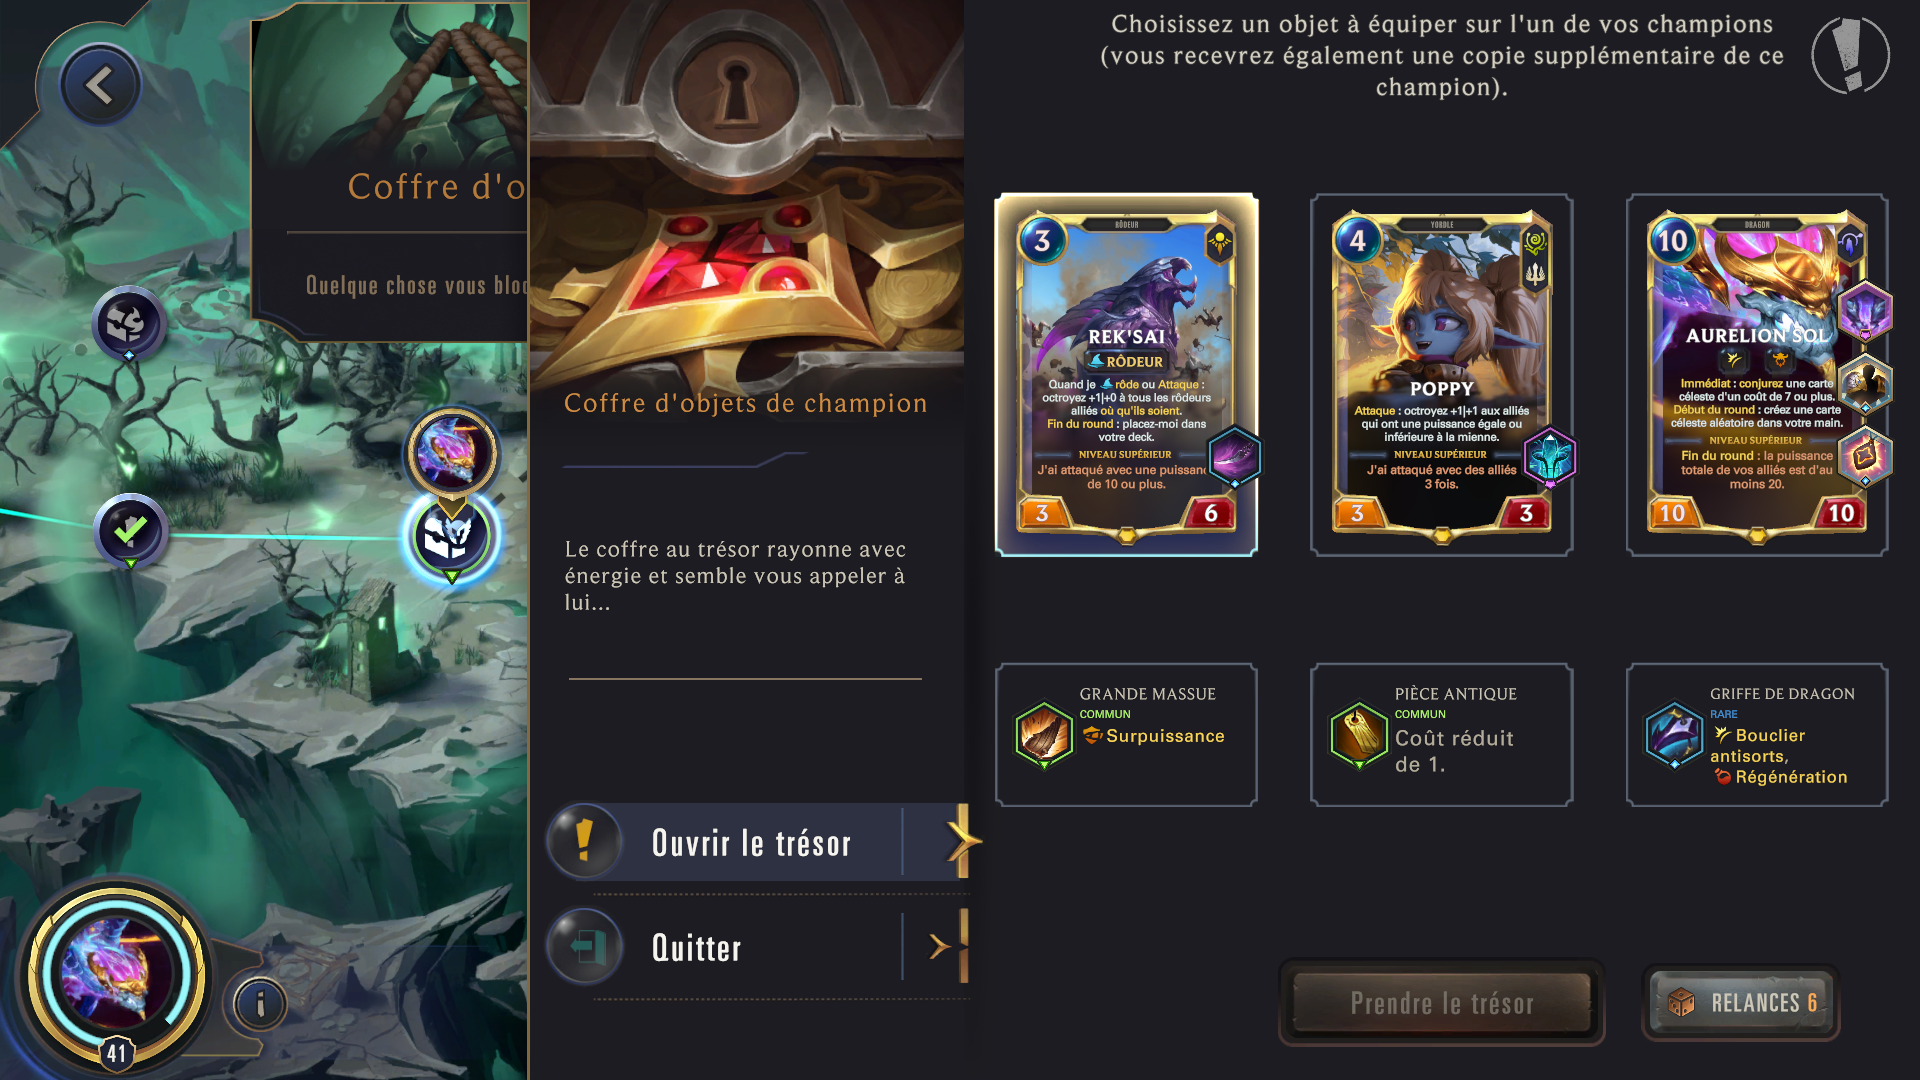 Coffre d'o
Quelque chose vous bloc
41
Coffre d'objets de champion
Le coffre au trésor rayonne avec
énergie et semble vous appeler à
lui...
Ouvrir le trésor
Quitter
Choisissez un objet à équiper sur l'un de vos champions
(vous recevrez également une copie supplémentaire de ce
champion).
3
RÔDEUR
REK'SAI
RÔDEUR
Quand je rôde ou Attaque :
octroyez +1|+0 à tous les rôdeurs
alliés où qu'ils soient.
Fin du round : placez-moi dans
votre deck.
NIVEAU SUPÉRIEUR
J'ai attaqué avec une puissanc
de 10 ou plus.
3
6
4
YORDLE
POPPY
Attaque : octroyez +1|+1 aux alliés
qui ont une puissance égale ou
inférieure à la mienne.
NIVEAU SUPÉRIEUR
J'ai attaqué avec des alliés
3 fois.
3
3
10
DRAGON
AURELION SOL
Immédiat : conjurez une carte
céleste d'un coût de 7 ou plus.
Début du round : créez une carte
céleste aléatoire dans votre main.
NIVEAU SUPÉRIEUR
Fin du round : la puissance
totale de vos alliés est d'au
moins 20.
10
10
GRANDE MASSUE
COMMUN
Surpuissance
PIÈCE ANTIQUE
COMMUN
Coût réduit
de 1.
GRIFFE DE DRAGON
RARE
Bouclier
antisorts,
Régénération
Prendre le trésor
RELANCES 6